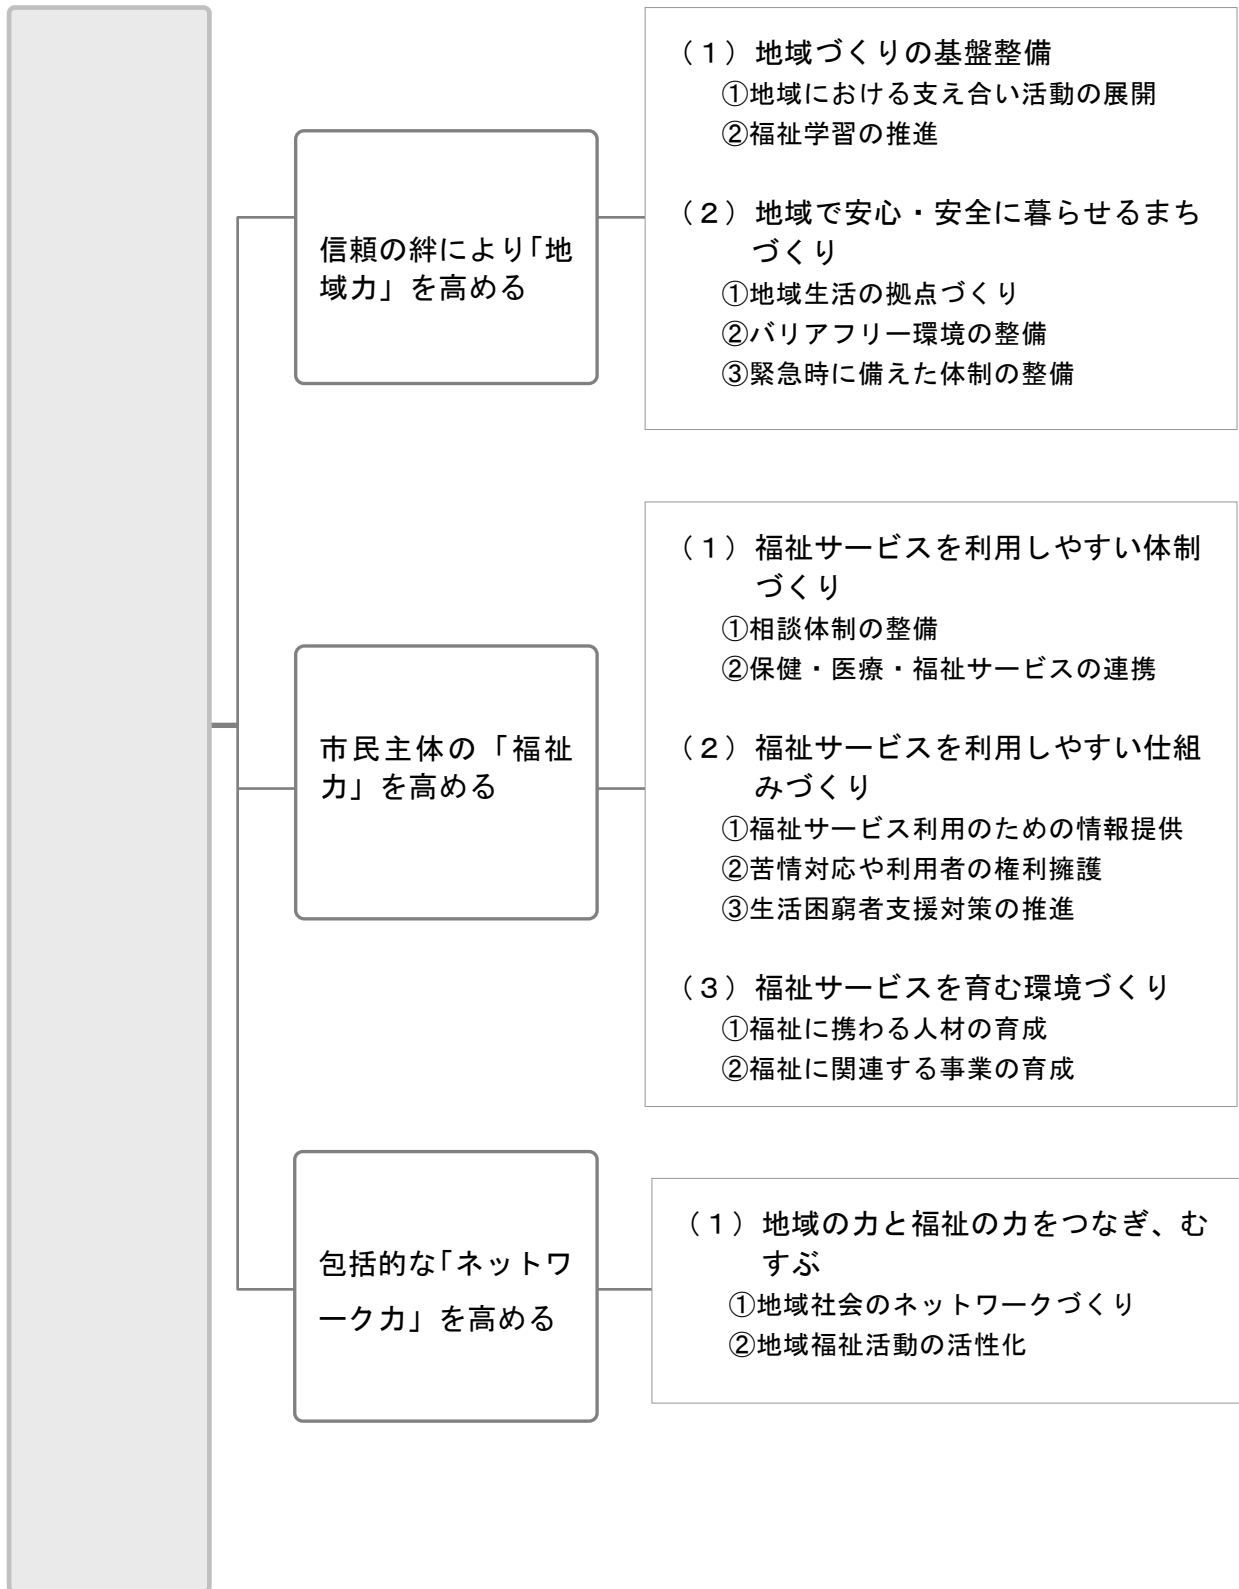 信頼の絆により「地
域力」を高める
（１）地域づくりの基盤整備
①地域における支え合い活動の展開
②福祉学習の推進
（２）地域で安心・安全に暮らせるまち
づくり
①地域生活の拠点づくり
②バリアフリー環境の整備
③緊急時に備えた体制の整備
市民主体の「福祉
力」を高める
（１）福祉サービスを利用しやすい体制
づくり
①相談体制の整備
②保健・医療・福祉サービスの連携
（２）福祉サービスを利用しやすい仕組
みづくり
①福祉サービス利用のための情報提供
②苦情対応や利用者の権利擁護
③生活困窮者支援対策の推進
（３）福祉サービスを育む環境づくり
①福祉に携わる人材の育成
②福祉に関連する事業の育成
包括的な「ネットワ
ーク力」を高める
（１）地域の力と福祉の力をつなぎ、む
すぶ
①地域社会のネットワークづくり
②地域福祉活動の活性化